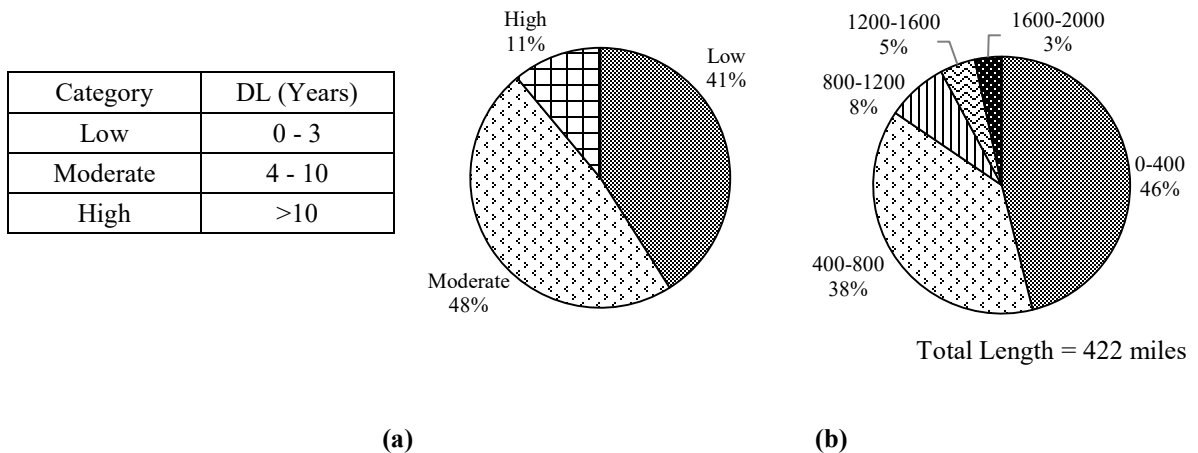 Category DL (Years)
Low 0 - 3
Moderate 4 - 10
High >10
High
11%
Low
41%
Moderate
48%
1200-1600
5%
1600-2000
3%
800-1200
8%
0-400
46%
400-800
38%
Total Length = 422 miles
(a)
(b)